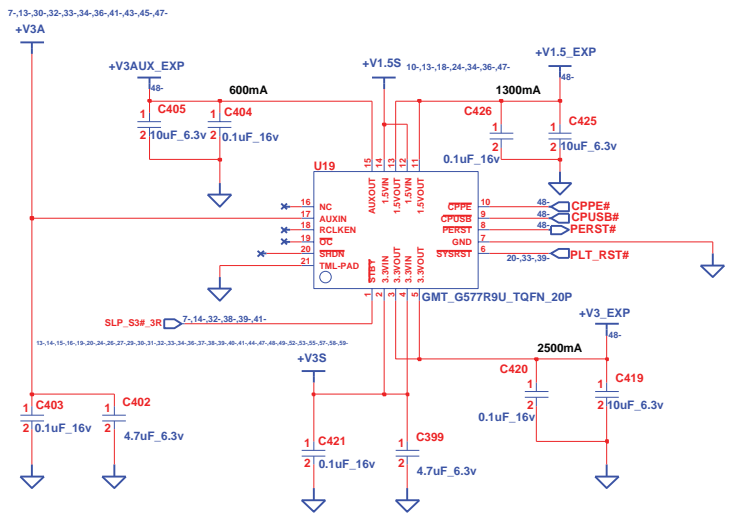 7-,13-,30-,32-,33-,34-,36-,41-,43-,45-,47-
+V3A
+V3AUX_EXP
48-
600mA
+V1.5S
10-,13-,18-,24-,34-,36-,47-
+V1.5_EXP
48-
1300mA
C405
1
2
10uF_6.3v
C404
1
2
0.1uF_16v
C426
1
2
0.1uF_16v
C425
1
2
10uF_6.3v
U19
15
14
13
12
11
AUXOUT
1.5VIN
1.5VOUT
1.5VIN
1.5VOUT
16
NC
17
AUXIN
18
RCLKEN
19
OC
20
SHDN
21
TML-PAD
CPPE
10
48-
CPPE#
CPUSB
9
48-
CPUSB#
PERST
8
48-
PERST#
GND
7
SYSRST
6
20-,33-,39-
PLT_RST#
STBY
3.3VIN
3.3VOUT
3.3VIN
3.3VOUT
1
2
3
4
5
GMT_G577R9U_TQFN_20P
SLP_S3#_3R
7-,14-,32-,38-,39-,41-
13-,14-,15-,16-,19-,20-,24-,26-,27-,29-,30-,31-,32-,33-,34-,36-,37-,38-,39-,40-,41-,44-,47-,48-,49-,52-,53-,55-,57-,58-,59-
+V3S
+V3_EXP
48-
2500mA
C403
1
2
0.1uF_16v
C402
1
2
4.7uF_6.3v
C421
1
2
0.1uF_16v
C399
1
2
4.7uF_6.3v
C420
1
2
0.1uF_16v
C419
1
2
10uF_6.3v